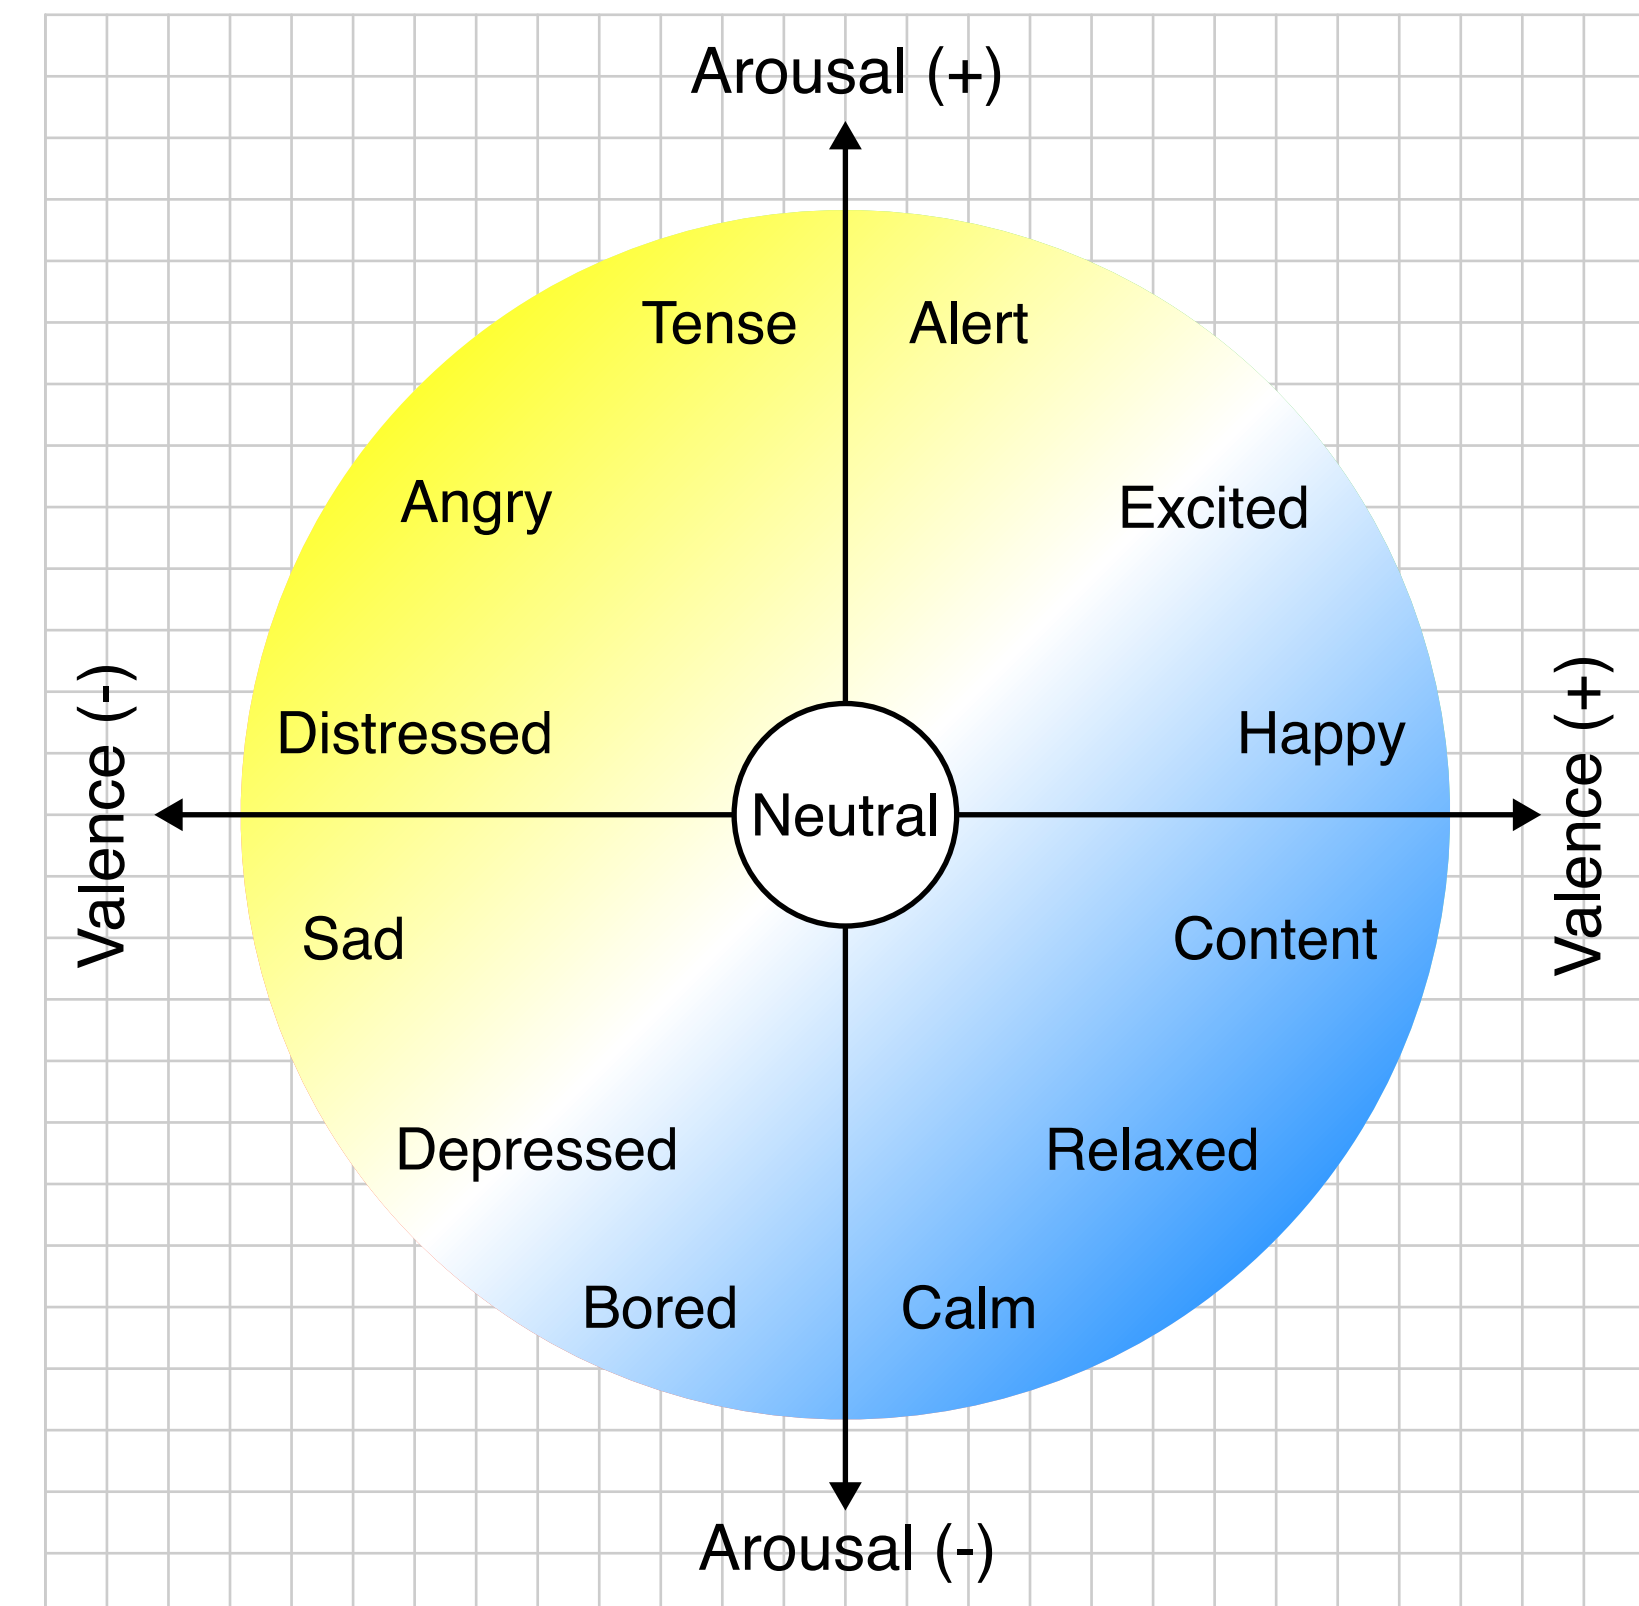 Arousal (+)
Tense
Alert
Angry
Excited
Distressed
Happy
Valence (-)
Neutral
Valence (+)
Sad
Content
Depressed
Relaxed
Bored
Calm
Arousal (-)